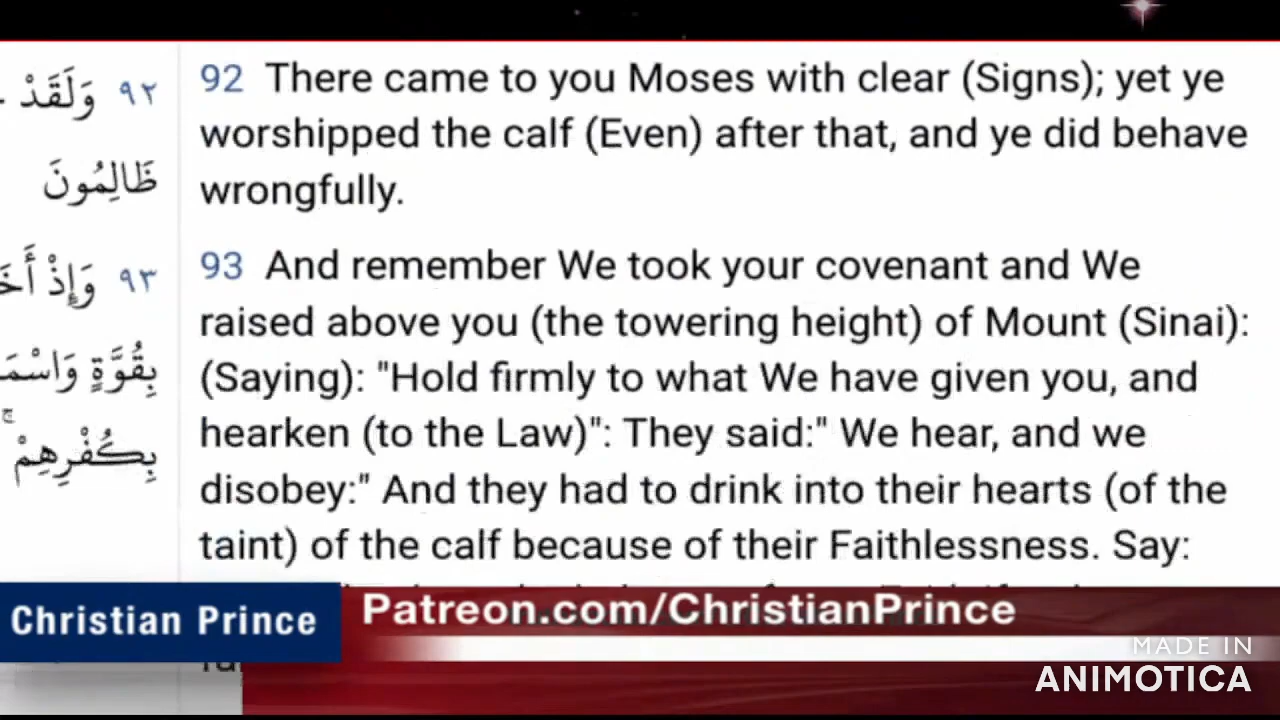 92 There came to you Moses with clear (Signs); yet ye
worshipped the calf (Even) after that, and ye did behave
wrongfully.
93 And remember We took your covenant and We
raised above you (the towering height) of Mount (Sinai):
(Saying): "Hold firmly to what We have given you, and
hearken (to the Law)": They said:" We hear, and we
disobey:" And they had to drink into their hearts (of the
taint) of the calf because of their Faithlessness. Say:
٩٢ وَلَقَدْ
ظَالِمُونَ
٩٣ وَإِذْ
بِقُوَّةٍ
بِكُفْرِهِمْ ۚ
Christian Prince
Patreon.com/ChristianPrince
MADE IN
ANIMOTICA